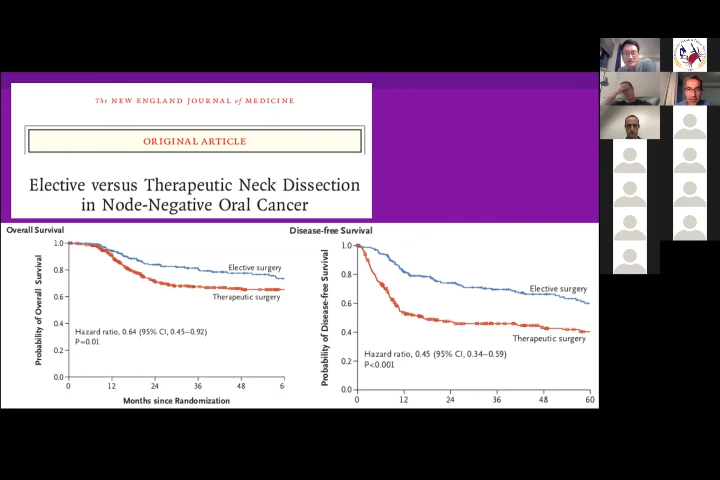 The NEW ENGLAND JOURNAL of MEDICINE
ORIGINAL ARTICLE
Elective versus Therapeutic Neck Dissection
in Node-Negative Oral Cancer
Overall Survival
Probability of Overall Survival
1.0
0.8
0.6
0.4
0.2
0.0
Elective surgery
Therapeutic surgery
Hazard ratio, 0.64 (95% CI, 0.45–0.92)
P=0.01
0 12 24 36 48 6
Months since Randomization
Disease-free Survival
Probability of Disease-free Survival
1.0
0.8
0.6
0.4
0.2
0.0
Elective surgery
Therapeutic surgery
Hazard ratio, 0.45 (95% CI, 0.34–0.59)
P<0.001
0 12 24 36 48 60